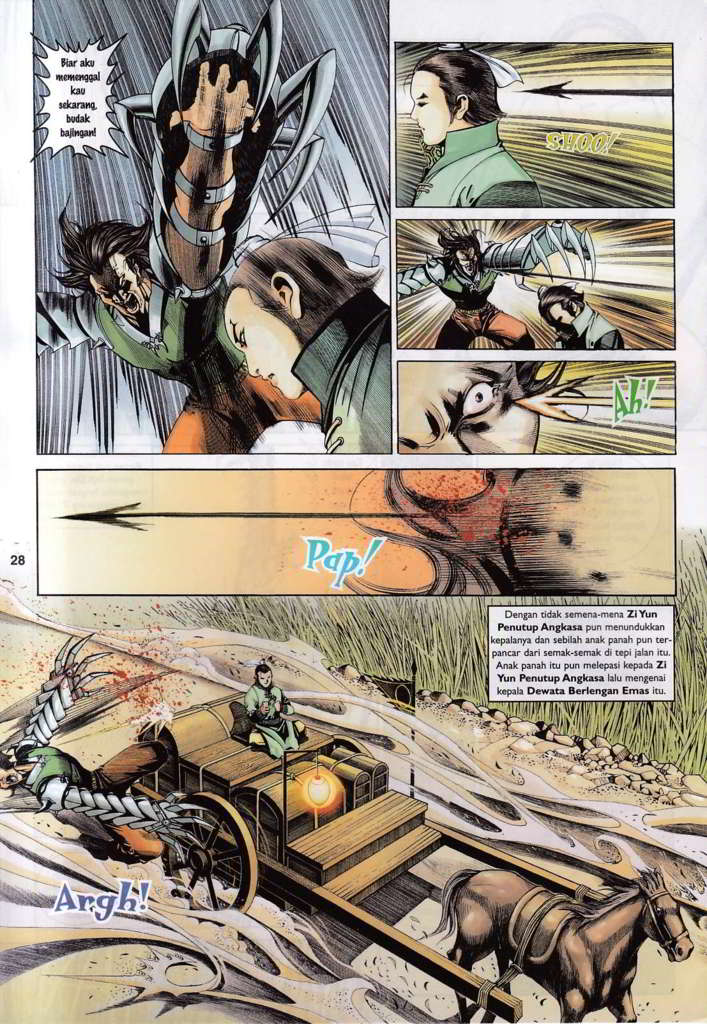 Biar aku
memenggal
kau
sekarang,
budak
bajingan!
SHOO!
Ah!
Pap!
28
Dengan tidak semena-mena Zi Yun
Penutup Angkasa pun menundukkan
kepalanya dan sebilah anak panah pun ter-
pancar dari semak-semak di tepi jalan itu.
Anak panah itu pun melepasi kepada Zi
Yun Penutup Angkasa lalu mengenai
kepala Dewata Berlengan Emas itu.
Argh!